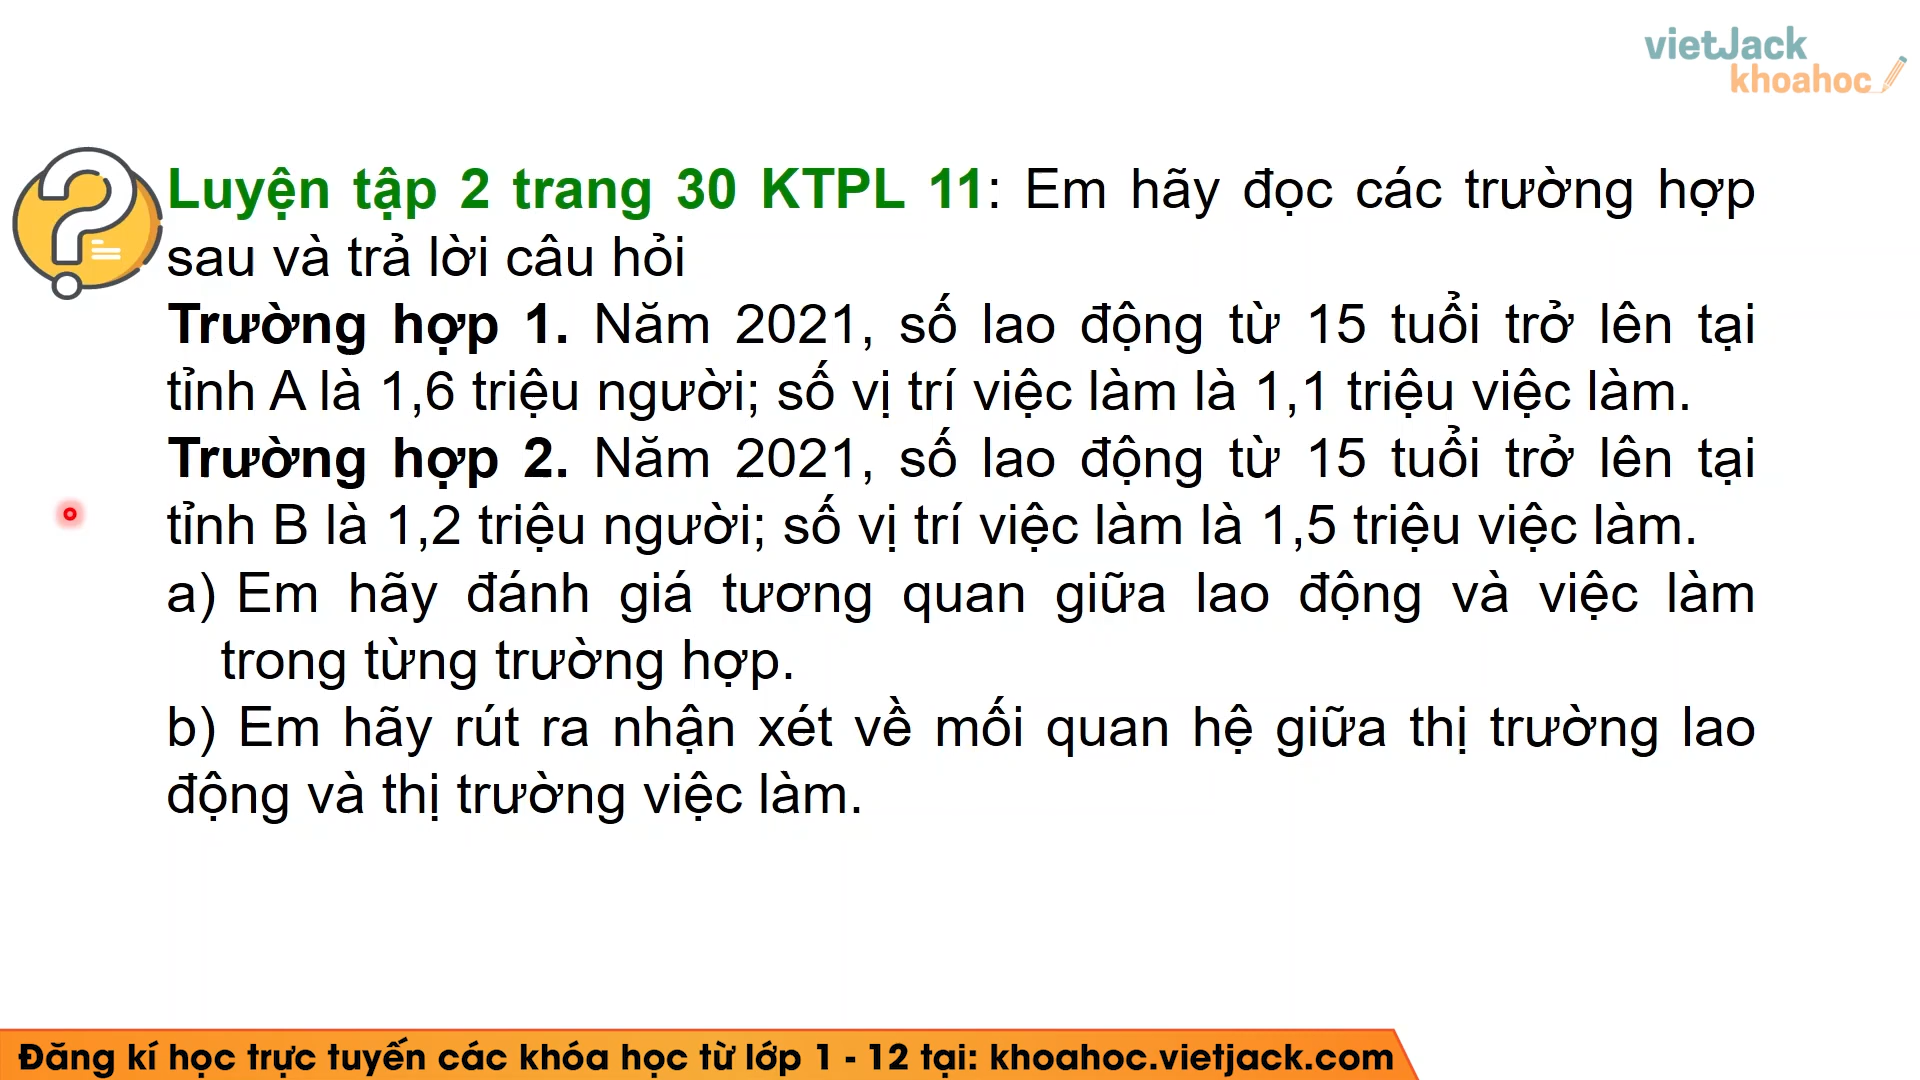 vietJack
khoahoc
Luyện tập 2 trang 30 KTPL 11: Em hãy đọc các trường hợp
sau và trả lời câu hỏi
Trường hợp 1. Năm 2021, số lao động từ 15 tuổi trở lên tại
tỉnh A là 1,6 triệu người; số vị trí việc làm là 1,1 triệu việc làm.
Trường hợp 2. Năm 2021, số lao động từ 15 tuổi trở lên tại
tỉnh B là 1,2 triệu người; số vị trí việc làm là 1,5 triệu việc làm.
a) Em hãy đánh giá tương quan giữa lao động và việc làm
trong từng trường hợp.
b) Em hãy rút ra nhận xét về mối quan hệ giữa thị trường lao
động và thị trường việc làm.
Đăng kí học trực tuyến các khóa học từ lớp 1 - 12 tại: khoahoc.vietjack.com